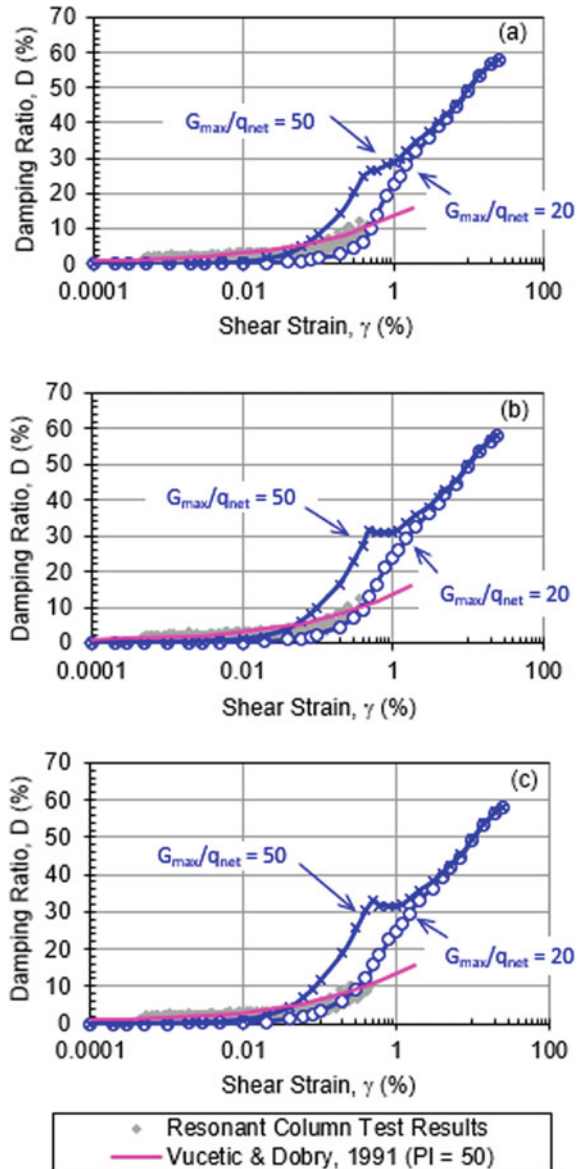 (a)
70
60
50
40
30
20
10
0
Damping Ratio, D (%)
Gmax/qnet = 50
Gmax/qnet = 20
0.0001
0.01
1
100
Shear Strain, γ (%)
(b)
70
60
50
40
30
20
10
0
Damping Ratio, D (%)
Gmax/qnet = 50
Gmax/qnet = 20
0.0001
0.01
1
100
Shear Strain, γ (%)
(c)
70
60
50
40
30
20
10
0
Damping Ratio, D (%)
Gmax/qnet = 50
Gmax/qnet = 20
0.0001
0.01
1
100
Shear Strain, γ (%)
Resonant Column Test Results
Vucetic & Dobry, 1991 (PI = 50)